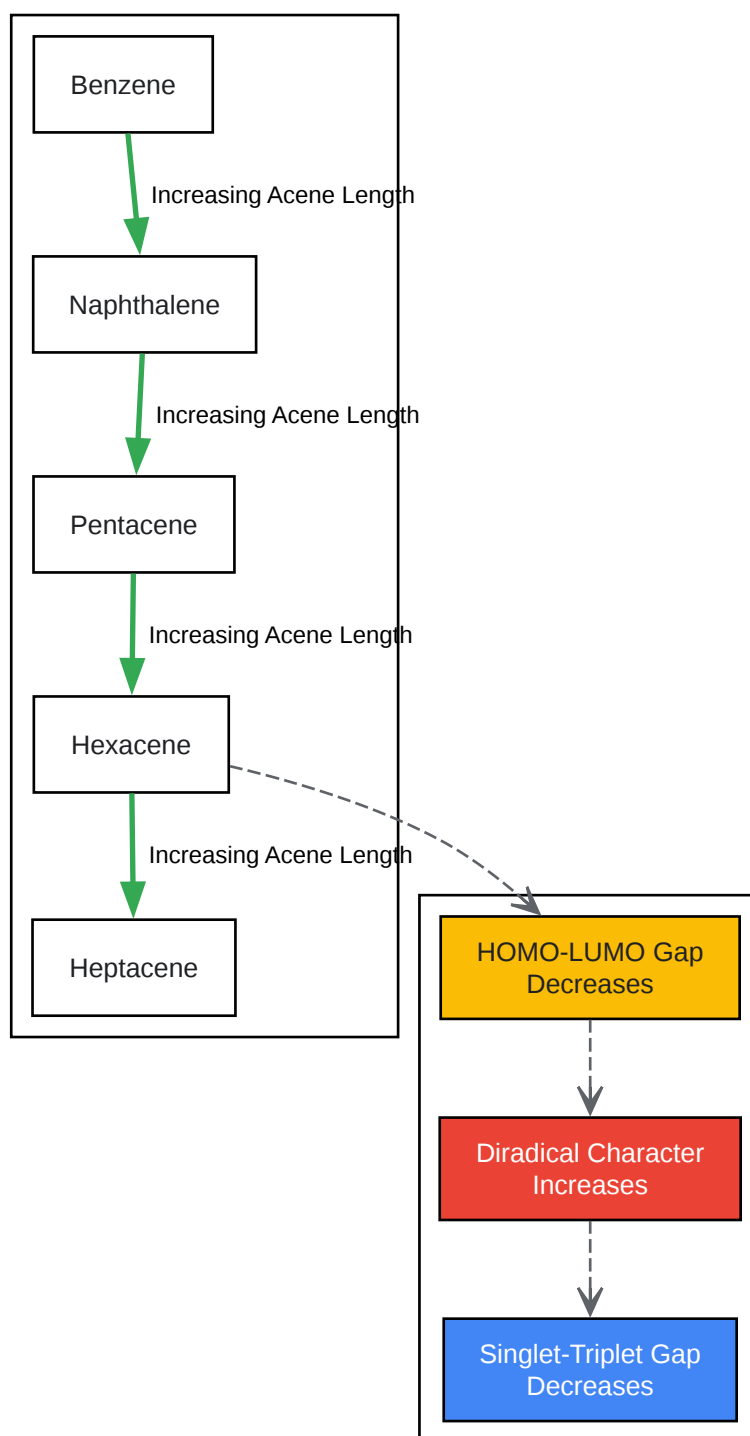 Benzene
Increasing Acene Length
Naphthalene
Increasing Acene Length
Pentacene
Increasing Acene Length
Hexacene
Increasing Acene Length
Heptacene
HOMO-LUMO Gap
Decreases
Diradical Character
Increases
Singlet-Triplet Gap
Decreases